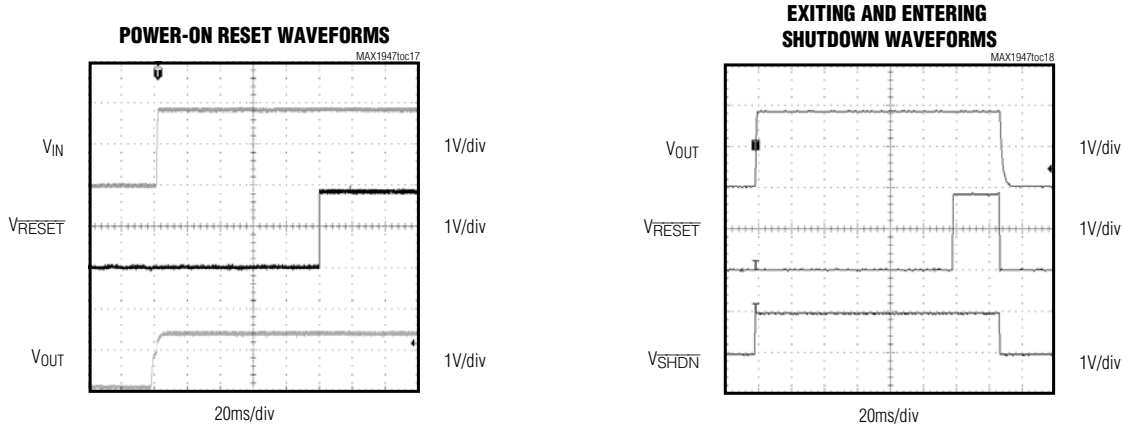 POWER-ON RESET WAVEFORMS
MAX1947toc17
VIN
1V/div
VRESET
1V/div
VOUT
1V/div
20ms/div
EXITING AND ENTERING
SHUTDOWN WAVEFORMS
MAX1947toc18
VOUT
1V/div
VRESET
1V/div
VSHDN
1V/div
20ms/div